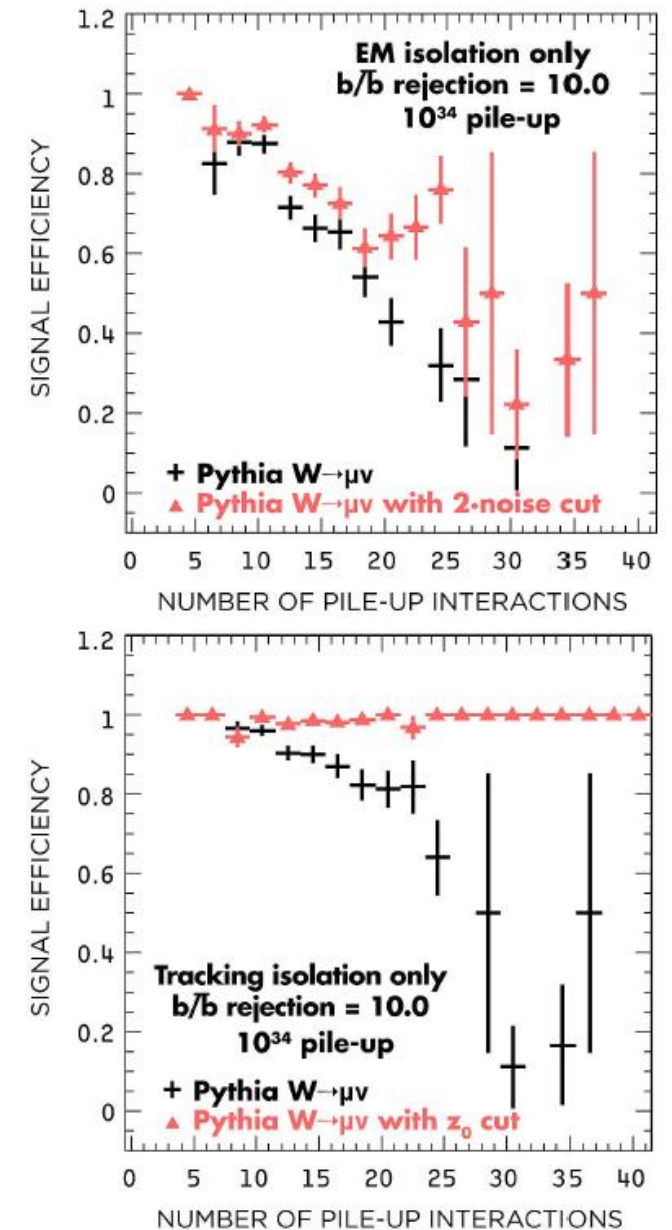 1.2
EM isolation only
b/b̅ rejection = 10.0
10³⁴ pile-up
1
0.8
0.6
0.4
0.2
0
SIGNAL EFFICIENCY
+ Pythia W→μν
▲ Pythia W→μν with 2·noise cut
0 5 10 15 20 25 30 35 40
NUMBER OF PILE-UP INTERACTIONS
1.2
1
0.8
0.6
0.4
0.2
0
SIGNAL EFFICIENCY
Tracking isolation only
b/b̅ rejection = 10.0
10³⁴ pile-up
+ Pythia W→μν
▲ Pythia W→μν with z₀ cut
0 5 10 15 20 25 30 35 40
NUMBER OF PILE-UP INTERACTIONS